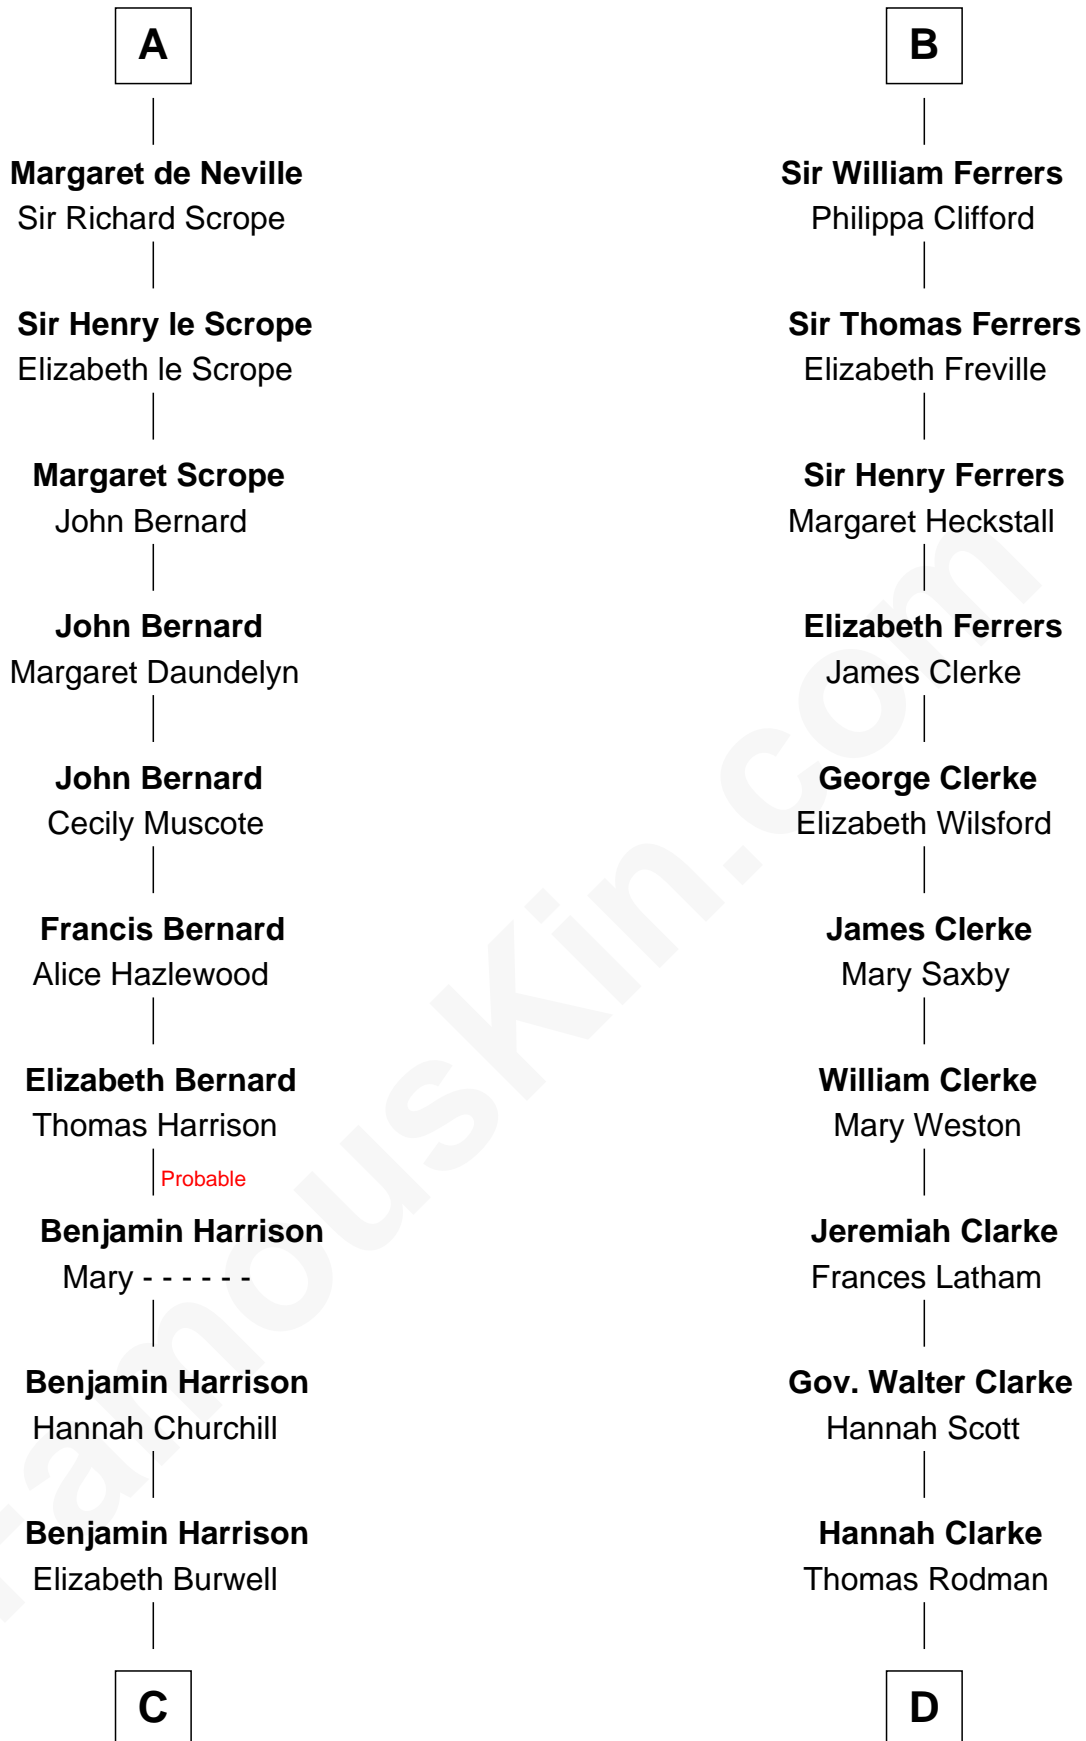 A
Margaret de Neville
Sir Richard Scrope
Sir Henry le Scrope
Elizabeth le Scrope
Margaret Scrope
John Bernard
John Bernard
Margaret Daundelyn
John Bernard
Cecily Muscote
Francis Bernard
Alice Hazlewood
Elizabeth Bernard
Thomas Harrison
Probable
Benjamin Harrison
Mary - - - - - -
Benjamin Harrison
Hannah Churchill
Benjamin Harrison
Elizabeth Burwell
C
B
Sir William Ferrers
Philippa Clifford
Sir Thomas Ferrers
Elizabeth Freville
Sir Henry Ferrers
Margaret Heckstall
Elizabeth Ferrers
James Clerke
George Clerke
Elizabeth Wilsford
James Clerke
Mary Saxby
William Clerke
Mary Weston
Jeremiah Clarke
Frances Latham
Gov. Walter Clarke
Hannah Scott
Hannah Clarke
Thomas Rodman
D
FamousKin.com